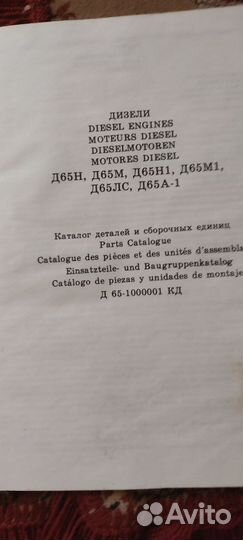 ДИЗЕЛИ
DIESEL ENGINES
MOTEURS DIESEL
DIESELMOTOREN
MOTORES DIESEL
Д65Н, Д65М, Д65Н1, Д65М1,
Д65ЛС, Д65А-1
Каталог деталей и сборочных единиц
Parts Catalogue
Catalogue des pièces et des unités d'assembla
Einsatzteile- und Baugruppenkatalog
Catálogo de piezas y unidades de montaje
Д 65-1000001 КД
Avito